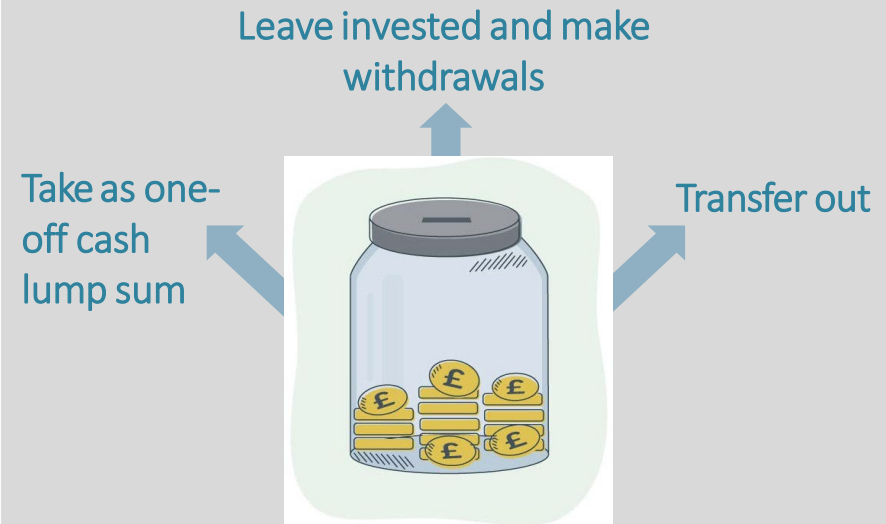 Leave invested and make
withdrawals
Take as one-
off cash
lump sum
Transfer out
£
£
£
£
£